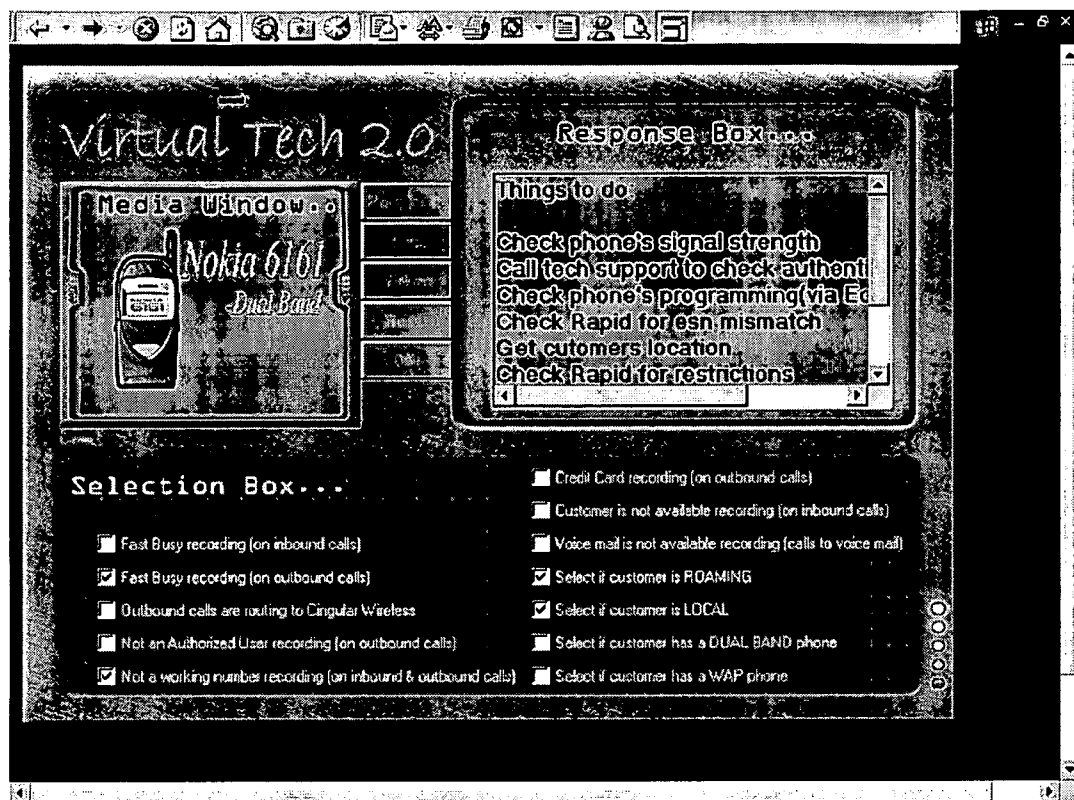 Virtual Tech 2.0
Media Window..
Nokia 6161
Dual Band
Response Box...
Things to do:
Check phone's signal strength
Call tech support to check authent
Check phone's programming(via Ec
Check Rapid for esn mismatch
Get cutomers location
Check Rapid for restrictions
Selection Box...
Fast Busy recording (on inbound calls)
Fast Busy recording (on outbound calls)
Outbound calls are routing to Cingular Wireless
Not an Authorized User recording (on outbound calls)
Not a working number recording (on inbound & outbound calls)
Credit Card recording (on outbound calls)
Customer is not available recording (on inbound calls)
Voice mail is not available recording (calls to voice mail)
Select if customer is ROAMING
Select if customer is LOCAL
Select if customer has a DUAL BAND phone
Select if customer has a WAP phone